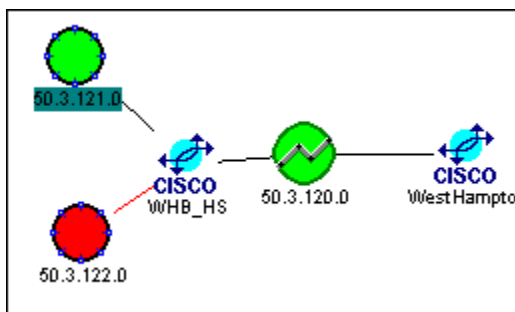 50.3.121.0
CISCO
WHB_HS
50.3.120.0
CISCO
WestHampto
50.3.122.0